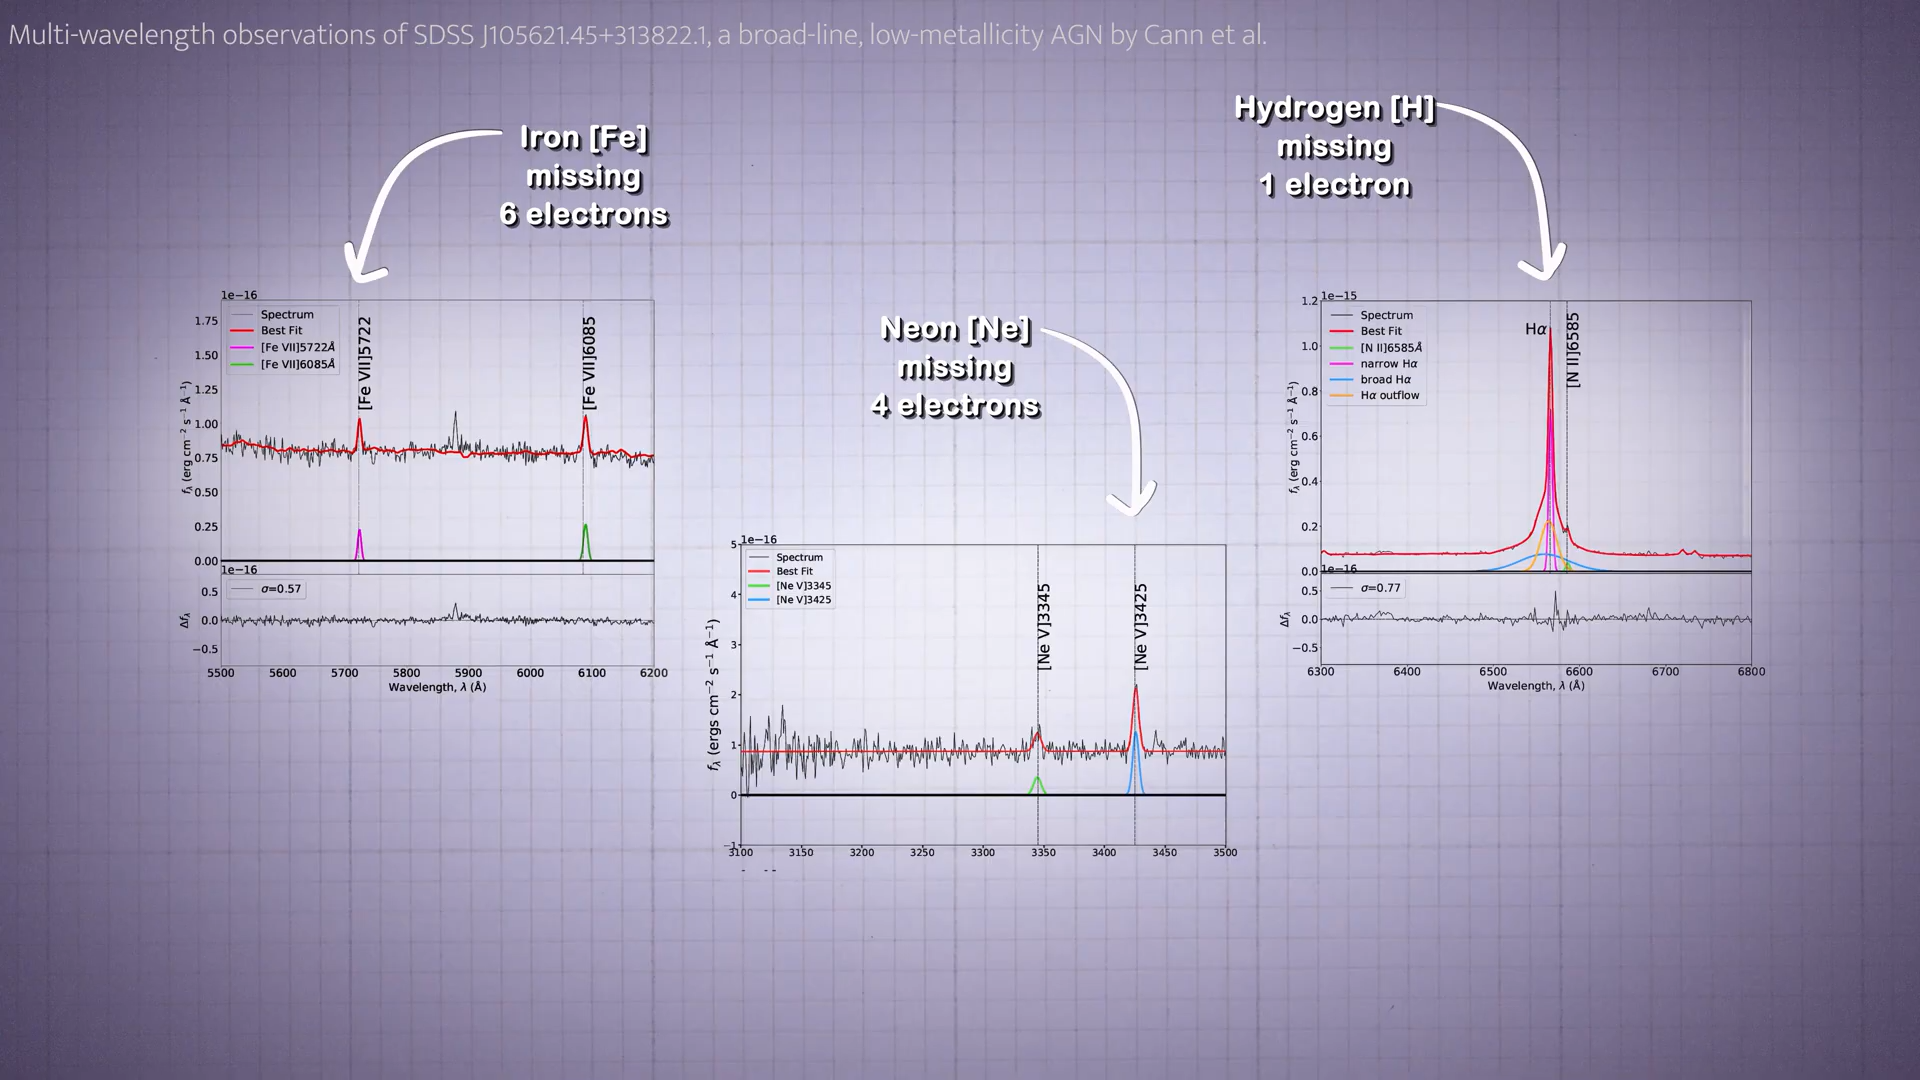 Multi-wavelength observations of SDSS J105621.45+313822.1, a broad-line, low-metallicity AGN by Cann et al.
Iron [Fe]
missing
6 electrons
1e−16
Spectrum
Best Fit
[Fe VII]5722Å
[Fe VII]6085Å
[Fe VII]5722
[Fe VII]6085
1.75
1.50
1.25
1.00
0.75
0.50
0.25
0.00
fλ (erg cm⁻² s⁻¹ Å⁻¹)
1e−16
σ=0.57
0.5
0.0
−0.5
Δfλ
5500 5600 5700 5800 5900 6000 6100 6200
Wavelength, λ (Å)
Neon [Ne]
missing
4 electrons
1e−16
Spectrum
Best Fit
[Ne V]3345
[Ne V]3425
[Ne V]3345
[Ne V]3425
5
4
3
2
1
0
−1
fλ (ergs cm⁻² s⁻¹ Å⁻¹)
3100 3150 3200 3250 3300 3350 3400 3450 3500
Hydrogen [H]
missing
1 electron
1e−15
Spectrum
Best Fit
[N II]6585Å
narrow Hα
broad Hα
Hα outflow
Hα
[N II]6585
1.2
1.0
0.8
0.6
0.4
0.2
0.0
fλ (erg cm⁻² s⁻¹ Å⁻¹)
1e−16
σ=0.77
0.5
0.0
−0.5
Δfλ
6300 6400 6500 6600 6700 6800
Wavelength, λ (Å)